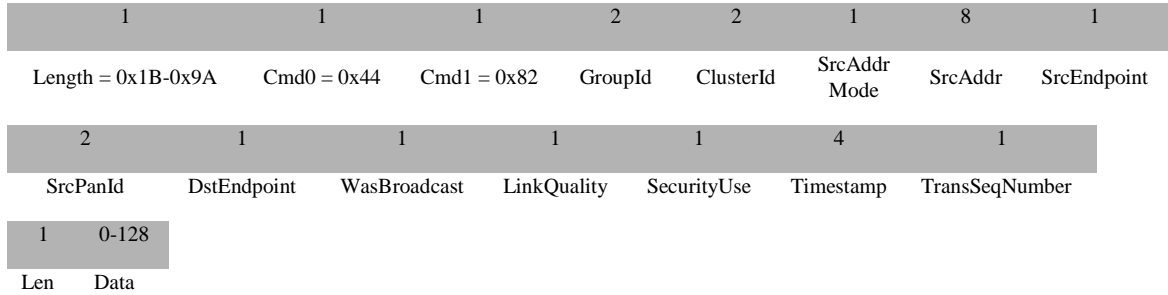 1 1 1 2 2 1 8 1
Length = 0x1B-0x9A Cmd0 = 0x44 Cmd1 = 0x82 GroupId ClusterId SrcAddr Mode SrcAddr SrcEndpoint
2 1 1 1 1 4 1
SrcPanId DstEndpoint WasBroadcast LinkQuality SecurityUse Timestamp TransSeqNumber
1 0-128
Len Data